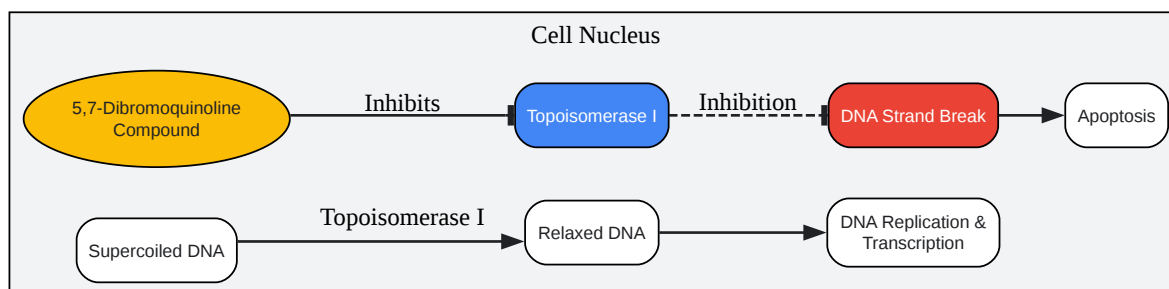 Cell Nucleus
5,7-Dibromoquinoline
Compound
Inhibits
Topoisomerase I
Inhibition
DNA Strand Break
Apoptosis
Supercoiled DNA
Topoisomerase I
Relaxed DNA
DNA Replication &
Transcription